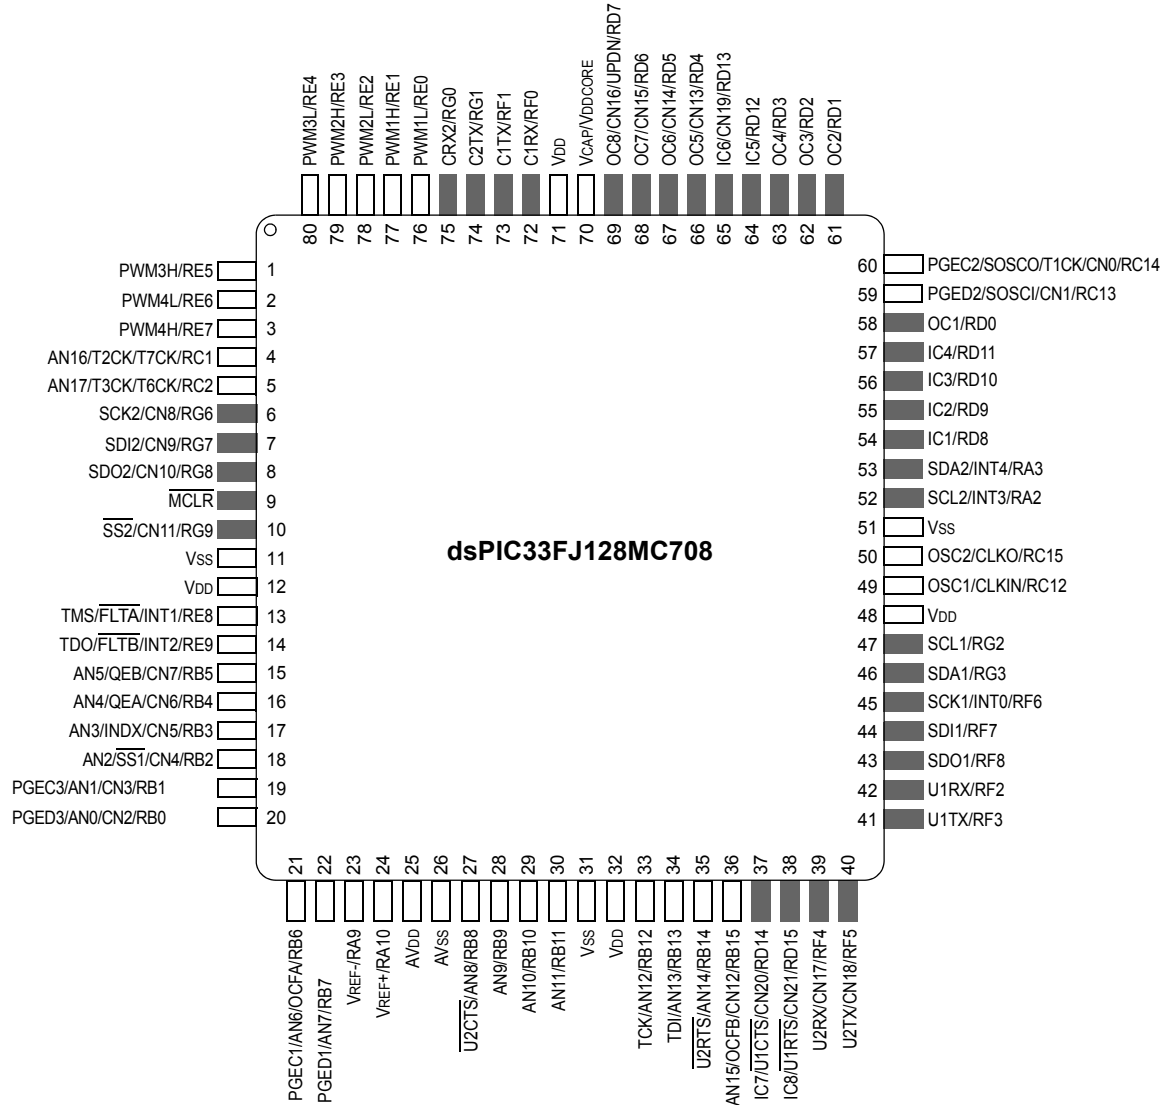 PWM3L/RE4
PWM2H/RE3
PWM2L/RE2
PWM1H/RE1
PWM1L/RE0
CRX2/RG0
C2TX/RG1
C1TX/RF1
C1RX/RF0
VDD
VCAP/VDDCORE
OC8/CN16/UPDN/RD7
OC7/CN15/RD6
OC6/CN14/RD5
OC5/CN13/RD4
IC6/CN19/RD13
IC5/RD12
OC4/RD3
OC3/RD2
OC2/RD1
80 79 78 77 76 75 74 73 72 71 70 69 68 67 66 65 64 63 62 61
PWM3H/RE5 1
PWM4L/RE6 2
PWM4H/RE7 3
AN16/T2CK/T7CK/RC1 4
AN17/T3CK/T6CK/RC2 5
SCK2/CN8/RG6 6
SDI2/CN9/RG7 7
SDO2/CN10/RG8 8
MCLR 9
SS2/CN11/RG9 10
VSS 11
VDD 12
TMS/FLTA/INT1/RE8 13
TDO/FLTB/INT2/RE9 14
AN5/QEB/CN7/RB5 15
AN4/QEA/CN6/RB4 16
AN3/INDX/CN5/RB3 17
AN2/SS1/CN4/RB2 18
PGEC3/AN1/CN3/RB1 19
PGED3/AN0/CN2/RB0 20
dsPIC33FJ128MC708
60 PGEC2/SOSCO/T1CK/CN0/RC14
59 PGED2/SOSCI/CN1/RC13
58 OC1/RD0
57 IC4/RD11
56 IC3/RD10
55 IC2/RD9
54 IC1/RD8
53 SDA2/INT4/RA3
52 SCL2/INT3/RA2
51 VSS
50 OSC2/CLKO/RC15
49 OSC1/CLKIN/RC12
48 VDD
47 SCL1/RG2
46 SDA1/RG3
45 SCK1/INT0/RF6
44 SDI1/RF7
43 SDO1/RF8
42 U1RX/RF2
41 U1TX/RF3
21 22 23 24 25 26 27 28 29 30 31 32 33 34 35 36 37 38 39 40
PGEC1/AN6/OCFA/RB6
PGED1/AN7/RB7
VREF-/RA9
VREF+/RA10
AVDD
AVSS
U2CTS/AN8/RB8
AN9/RB9
AN10/RB10
AN11/RB11
VSS
VDD
TCK/AN12/RB12
TDI/AN13/RB13
U2RTS/AN14/RB14
AN15/OCFB/CN12/RB15
IC7/U1CTS/CN20/RD14
IC8/U1RTS/CN21/RD15
U2RX/CN17/RF4
U2TX/CN18/RF5